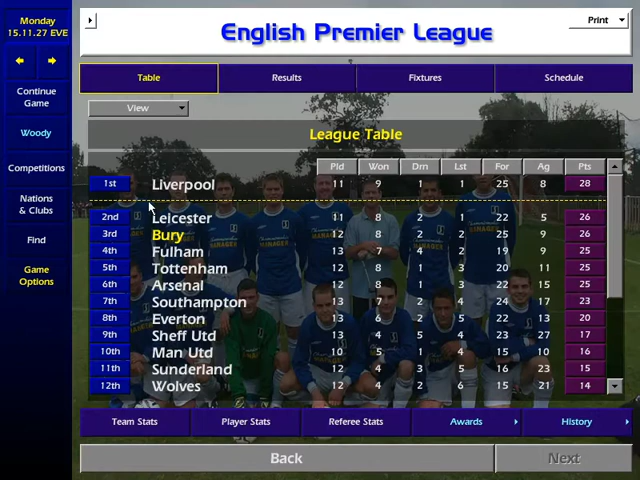 Monday
15.11.27 EVE
Continue
Game
Woody
Competitions
Nations
& Clubs
Find
Game
Options
English Premier League
Print
Table Results Fixtures Schedule
View
League Table
Pld Won Drn Lst For Ag Pts
1st Liverpool 11 9 1 1 25 8 28
2nd Leicester 11 8 2 1 22 5 26
3rd Bury 12 8 2 2 25 9 26
4th Fulham 13 7 4 2 19 9 25
5th Tottenham 12 8 1 3 20 11 25
6th Arsenal 12 8 1 3 22 15 25
7th Southampton 13 7 2 4 24 17 23
8th Everton 13 6 2 5 22 13 20
9th Sheff Utd 13 4 5 4 23 27 17
10th Man Utd 10 5 1 4 15 10 16
11th Sunderland 12 4 3 5 16 23 15
12th Wolves 12 4 2 6 15 21 14
Team Stats Player Stats Referee Stats Awards History
Back Next